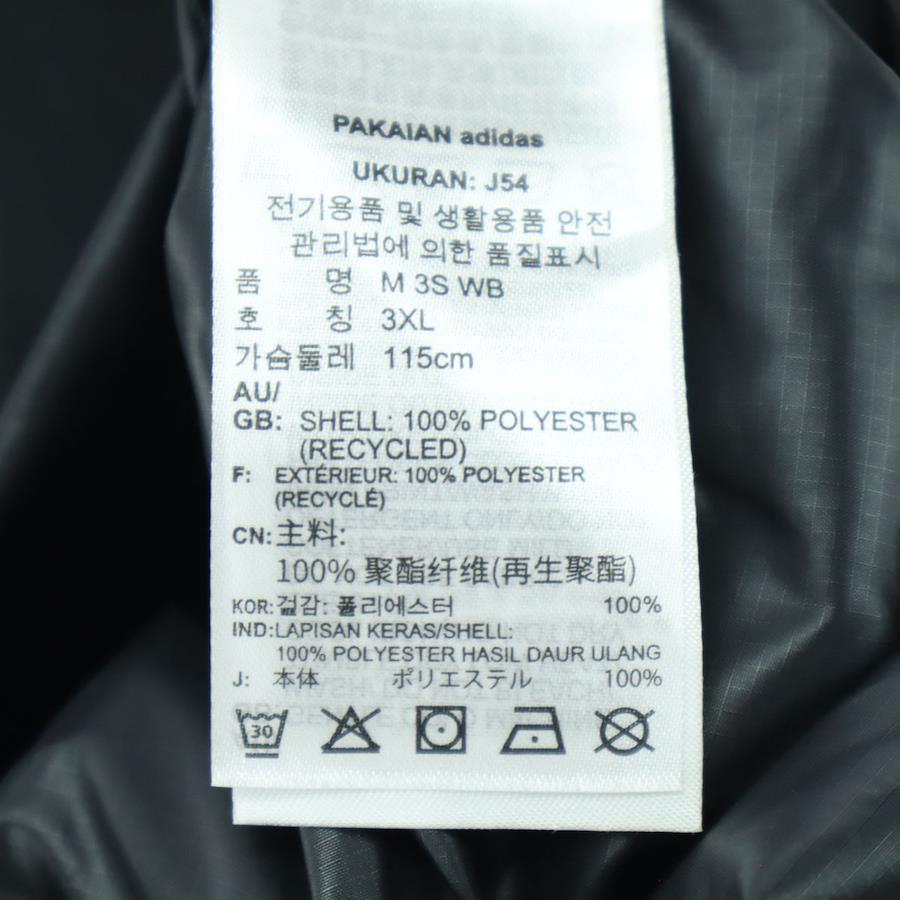 PAKAIAN adidas
UKURAN: J54
전기용품 및 생활용품 안전
관리법에 의한 품질표시
품 명 M 3S WB
호 칭 3XL
가슴둘레 115cm
AU/
GB: SHELL: 100% POLYESTER
(RECYCLED)
F: EXTÉRIEUR: 100% POLYESTER
(RECYCLÉ)
CN: 主料:
100% 聚酯纤维(再生聚酯)
KOR: 겉감: 폴리에스터 100%
IND: LAPISAN KERAS/SHELL:
100% POLYESTER HASIL DAUR ULANG
J: 本体 ポリエステル 100%
30